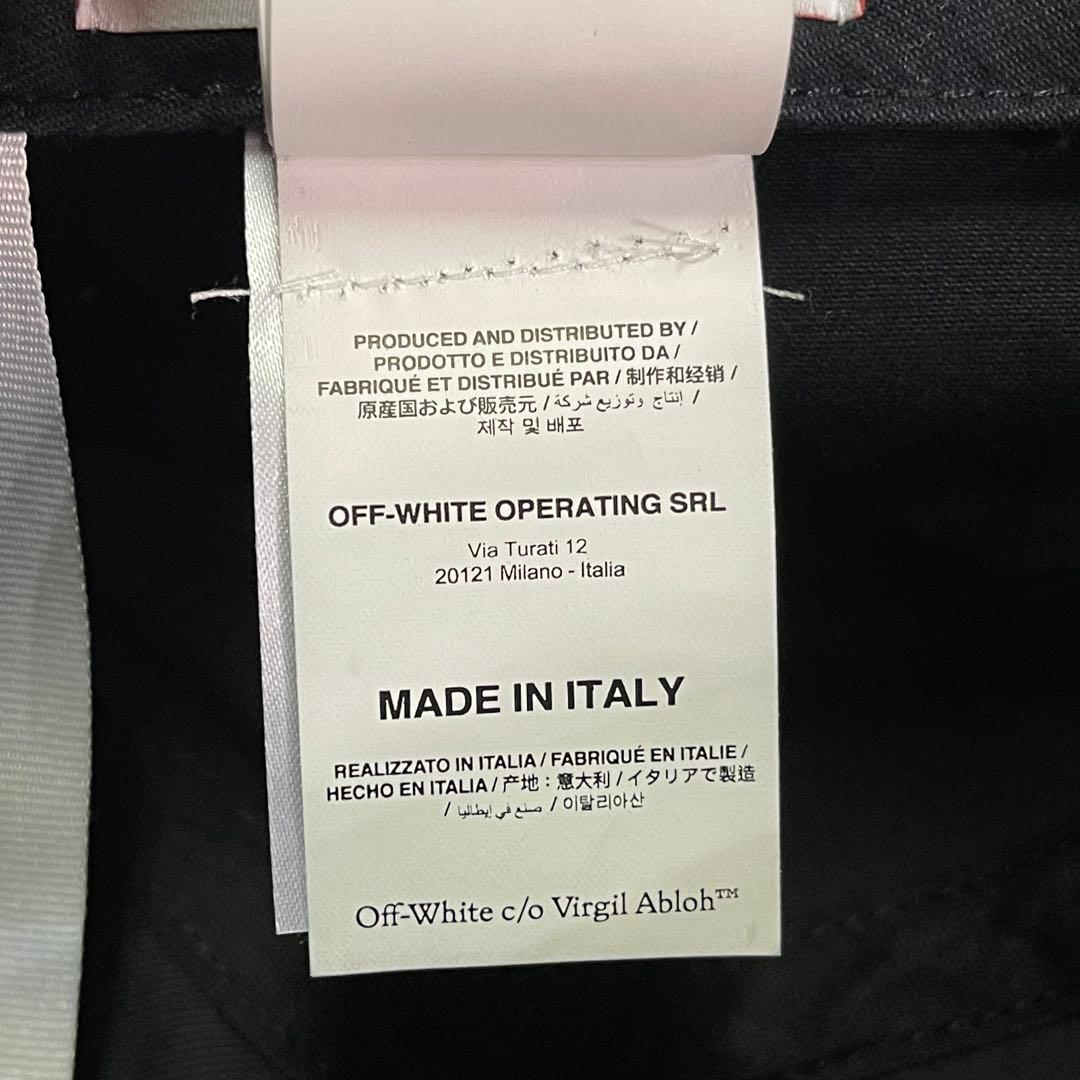 PRODUCED AND DISTRIBUTED BY /
PRODOTTO E DISTRIBUITO DA /
FABRIQUÉ ET DISTRIBUÉ PAR / 制作和经销 /
原産国および販売元 / إنتاج وتوزيع شركة /
제작 및 배포
OFF-WHITE OPERATING SRL
Via Turati 12
20121 Milano - Italia
MADE IN ITALY
REALIZZATO IN ITALIA / FABRIQUÉ EN ITALIE /
HECHO EN ITALIA / 产地：意大利 / イタリアで製造
/ صنع في إيطاليا / 이탈리아산
Off-White c/o Virgil Abloh™